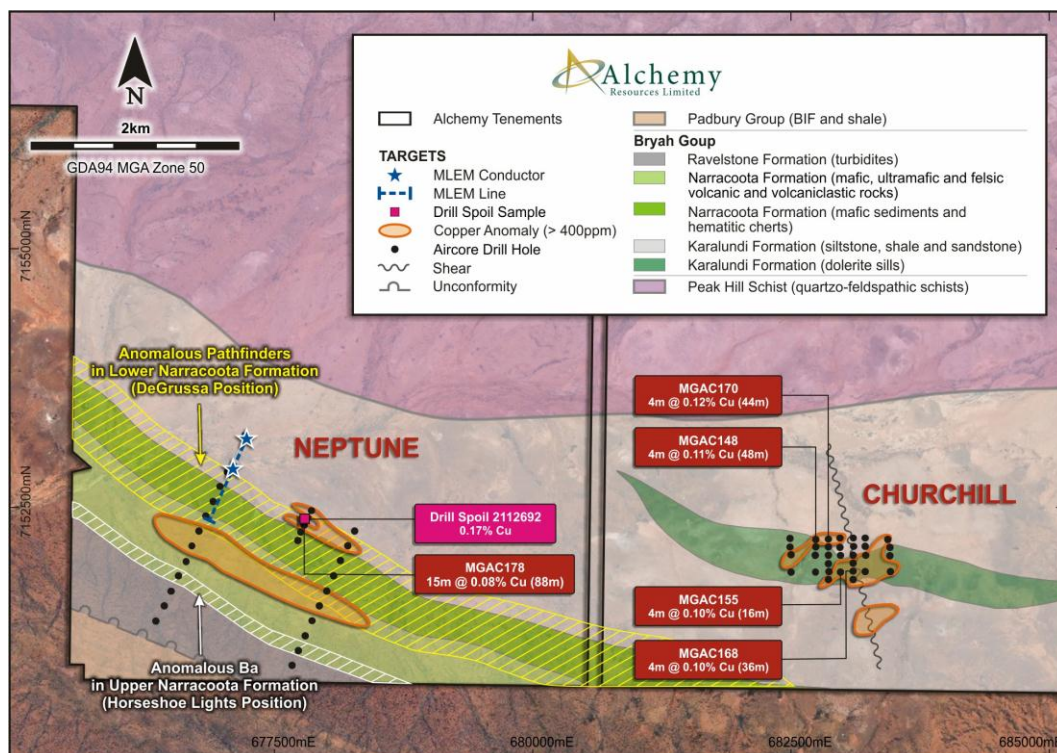 N
2km
GDA94 MGA Zone 50
Alchemy
Resources Limited
Alchemy Tenements
TARGETS
MLEM Conductor
MLEM Line
Drill Spoil Sample
Copper Anomaly (> 400ppm)
Aircore Drill Hole
Shear
Unconformity
Padbury Group (BIF and shale)
Bryah Goup
Ravelstone Formation (turbidites)
Narracoota Formation (mafic, ultramafic and felsic
volcanic and volcaniclastic rocks)
Narracoota Formation (mafic sediments and
hematitic cherts)
Karalundi Formation (siltstone, shale and sandstone)
Karalundi Formation (dolerite sills)
Peak Hill Schist (quartzo-feldspathic schists)
7155000mN
7152500mN
Anomalous Pathfinders
in Lower Narracoota Formation
(DeGrussa Position)
NEPTUNE
Drill Spoil 2112692
0.17% Cu
MGAC178
15m @ 0.08% Cu (88m)
Anomalous Ba
in Upper Narracoota Formation
(Horseshoe Lights Position)
MGAC170
4m @ 0.12% Cu (44m)
MGAC148
4m @ 0.11% Cu (48m)
CHURCHILL
MGAC155
4m @ 0.10% Cu (16m)
MGAC168
4m @ 0.10% Cu (36m)
677500mE
680000mE
682500mE
685000mE